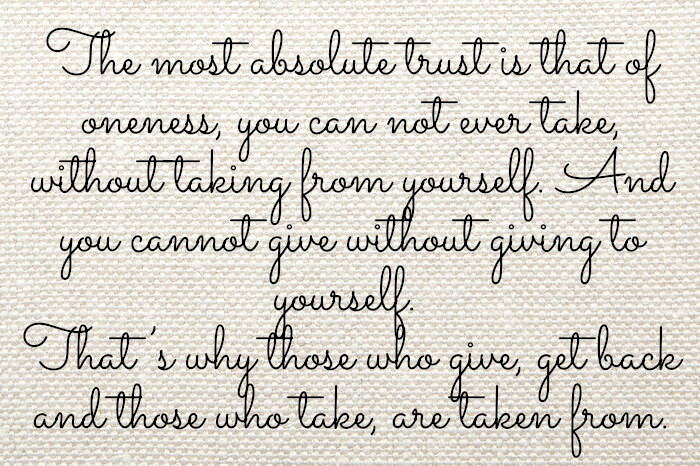 The most absolute trust is that of
oneness, you can not ever take,
without taking from yourself. And
you cannot give without giving to
yourself.
That's why those who give, get back
and those who take, are taken from.